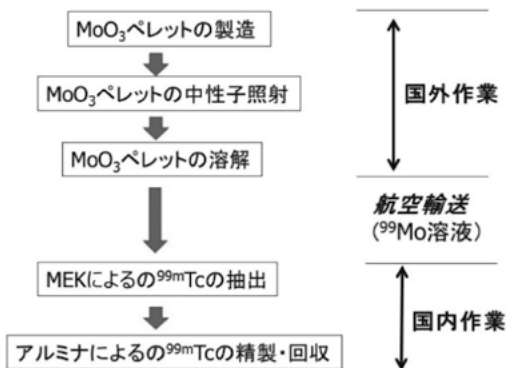 MoO₃ペレットの製造
MoO₃ペレットの中性子照射
MoO₃ペレットの溶解
MEKによるの⁹⁹ᵐTcの抽出
アルミナによるの⁹⁹ᵐTcの精製・回収
国外作業
航空輸送
(⁹⁹Mo溶液)
国内作業